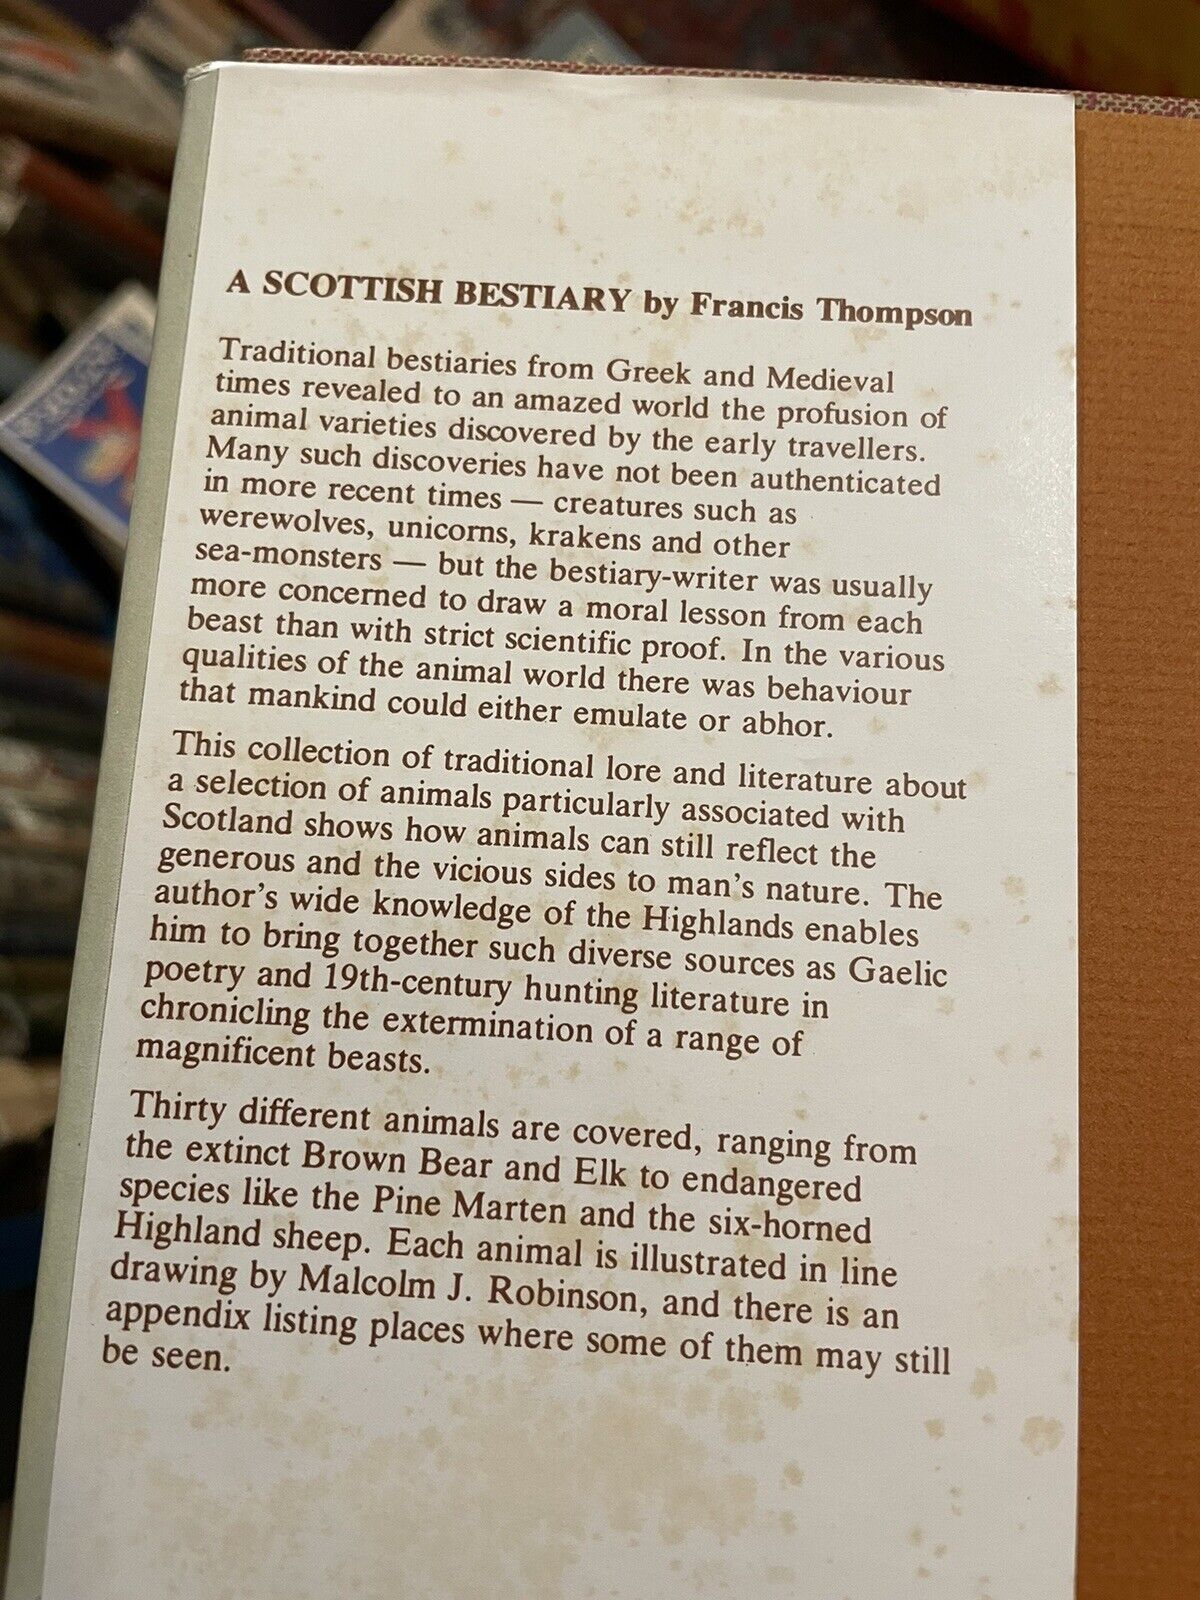 A SCOTTISH BESTIARY by Francis Thompson
Traditional bestiaries from Greek and Medieval
times revealed to an amazed world the profusion of
animal varieties discovered by the early travellers.
Many such discoveries have not been authenticated
in more recent times — creatures such as
werewolves, unicorns, krakens and other
sea-monsters — but the bestiary-writer was usually
more concerned to draw a moral lesson from each
beast than with strict scientific proof. In the various
qualities of the animal world there was behaviour
that mankind could either emulate or abhor.
This collection of traditional lore and literature about
a selection of animals particularly associated with
Scotland shows how animals can still reflect the
generous and the vicious sides to man's nature. The
author's wide knowledge of the Highlands enables
him to bring together such diverse sources as Gaelic
poetry and 19th-century hunting literature in
chronicling the extermination of a range of
magnificent beasts.
Thirty different animals are covered, ranging from
the extinct Brown Bear and Elk to endangered
species like the Pine Marten and the six-horned
Highland sheep. Each animal is illustrated in line
drawing by Malcolm J. Robinson, and there is an
appendix listing places where some of them may still
be seen.